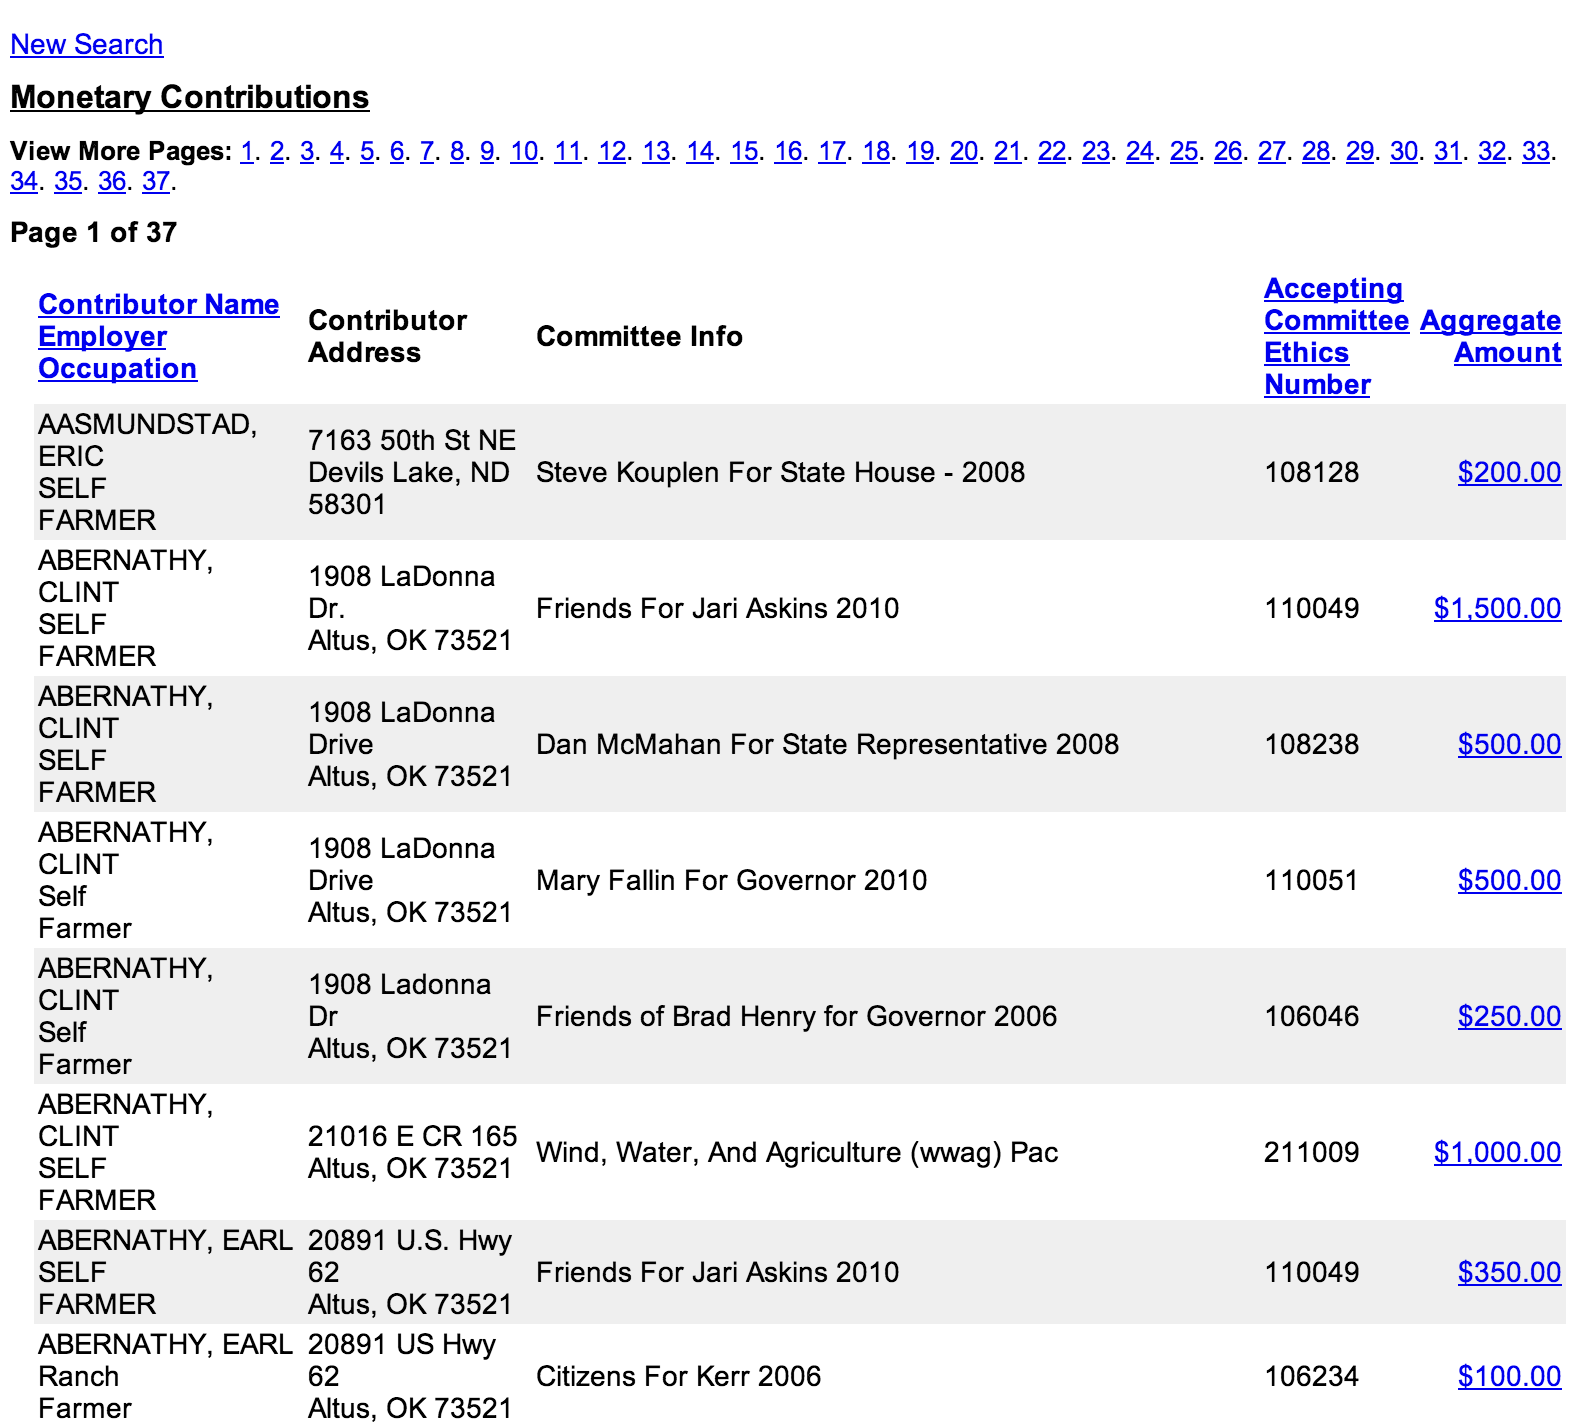 New Search
Monetary Contributions
View More Pages: 1. 2. 3. 4. 5. 6. 7. 8. 9. 10. 11. 12. 13. 14. 15. 16. 17. 18. 19. 20. 21. 22. 23. 24. 25. 26. 27. 28. 29. 30. 31. 32. 33.
34. 35. 36. 37.
Page 1 of 37
Contributor Name
Employer
Occupation
Contributor
Address
Committee Info
Accepting
Committee
Ethics
Number
Aggregate
Amount
AASMUNDSTAD,
ERIC
SELF
FARMER
7163 50th St NE
Devils Lake, ND
58301
Steve Kouplen For State House - 2008
108128
$200.00
ABERNATHY,
CLINT
SELF
FARMER
1908 LaDonna
Dr.
Altus, OK 73521
Friends For Jari Askins 2010
110049
$1,500.00
ABERNATHY,
CLINT
SELF
FARMER
1908 LaDonna
Drive
Altus, OK 73521
Dan McMahan For State Representative 2008
108238
$500.00
ABERNATHY,
CLINT
Self
Farmer
1908 LaDonna
Drive
Altus, OK 73521
Mary Fallin For Governor 2010
110051
$500.00
ABERNATHY,
CLINT
Self
Farmer
1908 Ladonna
Dr
Altus, OK 73521
Friends of Brad Henry for Governor 2006
106046
$250.00
ABERNATHY,
CLINT
SELF
FARMER
21016 E CR 165
Altus, OK 73521
Wind, Water, And Agriculture (wwag) Pac
211009
$1,000.00
ABERNATHY, EARL
SELF
FARMER
20891 U.S. Hwy
62
Altus, OK 73521
Friends For Jari Askins 2010
110049
$350.00
ABERNATHY, EARL
Ranch
Farmer
20891 US Hwy
62
Altus, OK 73521
Citizens For Kerr 2006
106234
$100.00